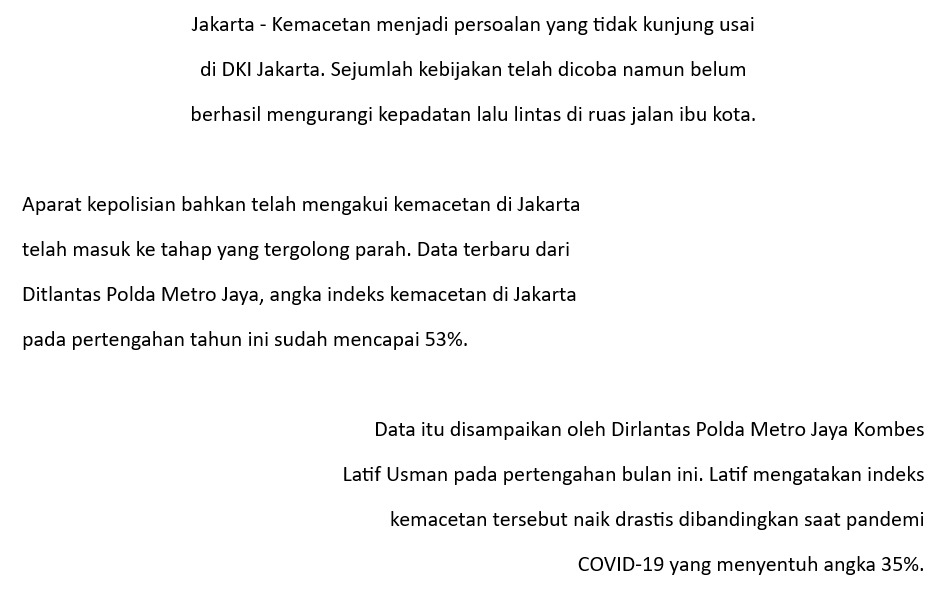 Jakarta - Kemacetan menjadi persoalan yang tidak kunjung usai
di DKI Jakarta. Sejumlah kebijakan telah dicoba namun belum
berhasil mengurangi kepadatan lalu lintas di ruas jalan ibu kota.
Aparat kepolisian bahkan telah mengakui kemacetan di Jakarta
telah masuk ke tahap yang tergolong parah. Data terbaru dari
Ditlantas Polda Metro Jaya, angka indeks kemacetan di Jakarta
pada pertengahan tahun ini sudah mencapai 53%.
Data itu disampaikan oleh Dirlantas Polda Metro Jaya Kombes
Latif Usman pada pertengahan bulan ini. Latif mengatakan indeks
kemacetan tersebut naik drastis dibandingkan saat pandemi
COVID-19 yang menyentuh angka 35%.